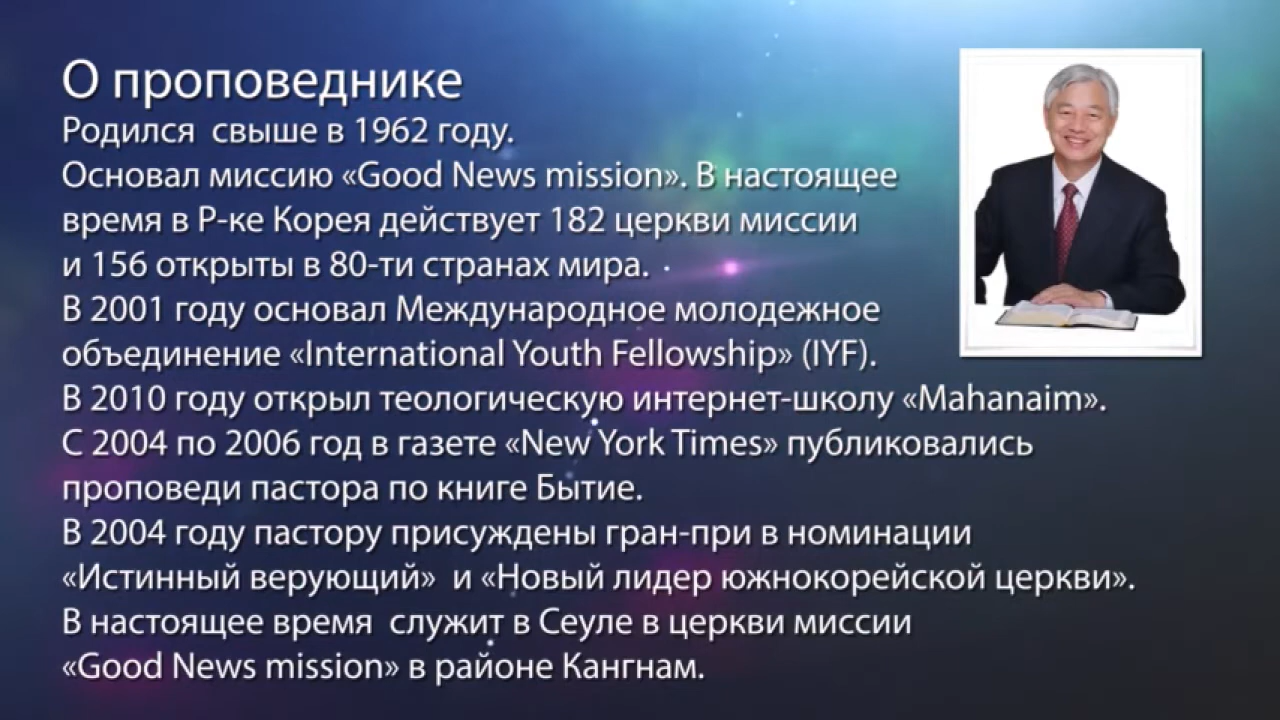 О проповеднике
Родился свыше в 1962 году.
Основал миссию «Good News mission». В настоящее
время в Р-ке Корея действует 182 церкви миссии
и 156 открыты в 80-ти странах мира.
В 2001 году основал Международное молодежное
объединение «International Youth Fellowship» (IYF).
В 2010 году открыл теологическую интернет-школу «Mahanaim».
С 2004 по 2006 год в газете «New York Times» публиковались
проповеди пастора по книге Бытие.
В 2004 году пастору присуждены гран-при в номинации
«Истинный верующий» и «Новый лидер южнокорейской церкви».
В настоящее время служит в Сеуле в церкви миссии
«Good News mission» в районе Кангнам.